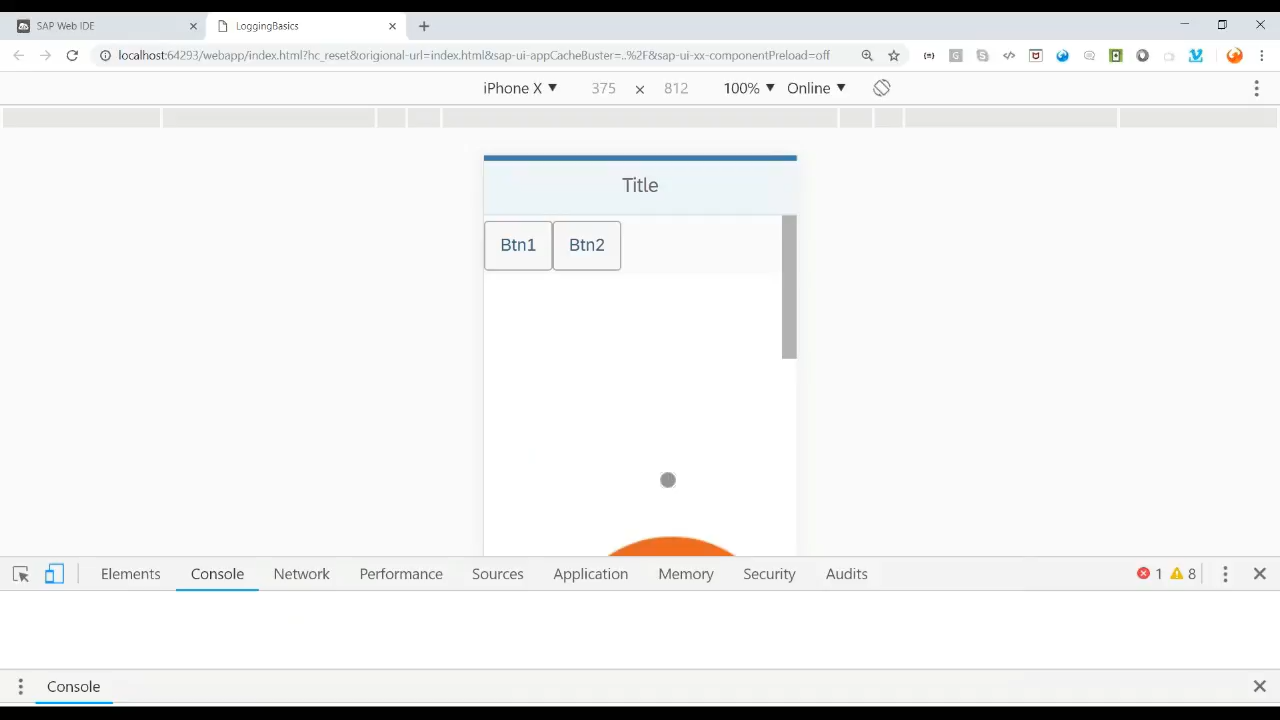 SAP Web IDE
LoggingBasics
localhost:64293/webapp/index.html?hc_reset&origional-url=index.html&sap-ui-appCacheBuster=..%2F&sap-ui-xx-componentPreload=off
iPhone X 375 × 812 100% Online
Title
Btn1 Btn2
Elements Console Network Performance Sources Application Memory Security Audits 1 8
Console